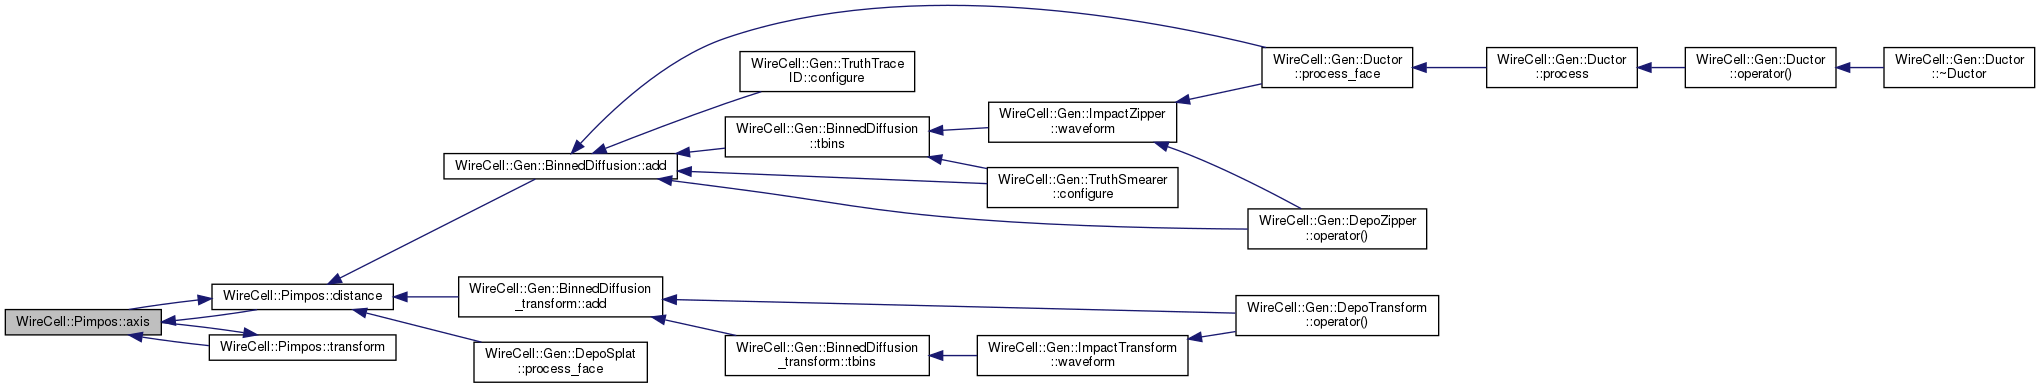 WireCell::Pimpos::axis
WireCell::Pimpos::distance
WireCell::Pimpos::transform
WireCell::Gen::BinnedDiffusion::add
WireCell::Gen::BinnedDiffusion
_transform::add
WireCell::Gen::DepoSplat
::process_face
WireCell::Gen::TruthTrace
ID::configure
WireCell::Gen::BinnedDiffusion
::tbins
WireCell::Gen::BinnedDiffusion
_transform::tbins
WireCell::Gen::ImpactZipper
::waveform
WireCell::Gen::TruthSmearer
::configure
WireCell::Gen::ImpactTransform
::waveform
WireCell::Gen::Ductor
::process_face
WireCell::Gen::DepoZipper
::operator()
WireCell::Gen::DepoTransform
::operator()
WireCell::Gen::Ductor
::process
WireCell::Gen::Ductor
::operator()
WireCell::Gen::Ductor
::~Ductor